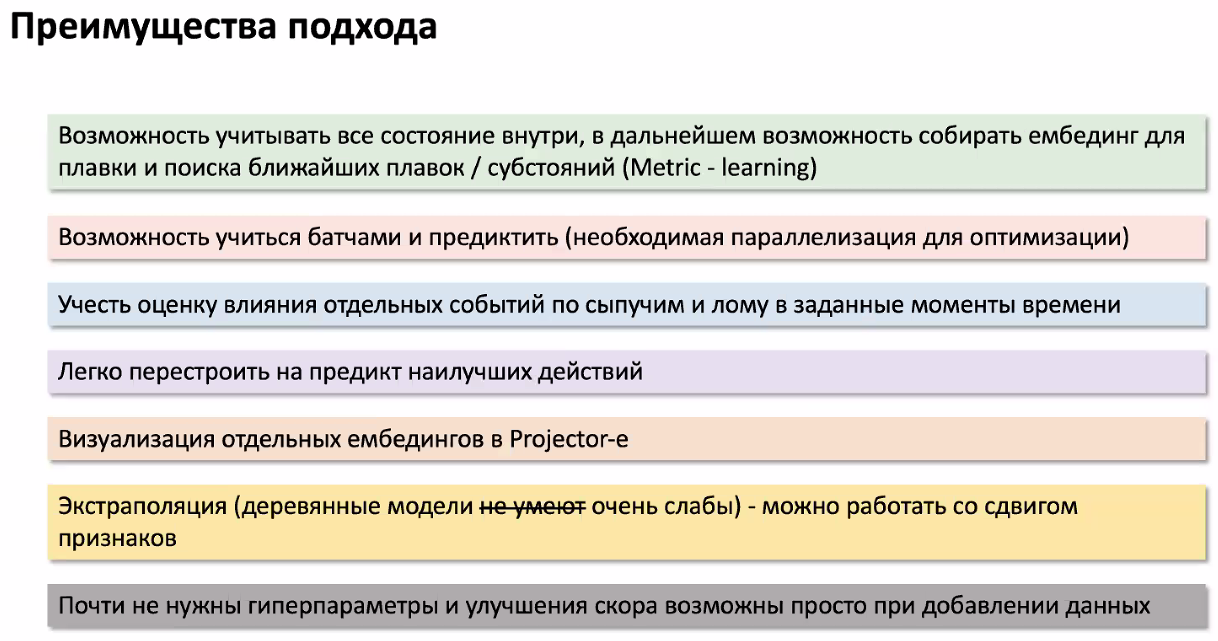 Преимущества подхода
Возможность учитывать все состояние внутри, в дальнейшем возможность собирать ембединг для
плавки и поиска ближайших плавок / субстояний (Metric - learning)
Возможность учиться батчами и предиктить (необходимая параллелизация для оптимизации)
Учесть оценку влияния отдельных событий по сыпучим и лому в заданные моменты времени
Легко перестроить на предикт наилучших действий
Визуализация отдельных ембедингов в Projector-е
Экстраполяция (деревянные модели не умеют очень слабы) - можно работать со сдвигом
признаков
Почти не нужны гиперпараметры и улучшения скора возможны просто при добавлении данных